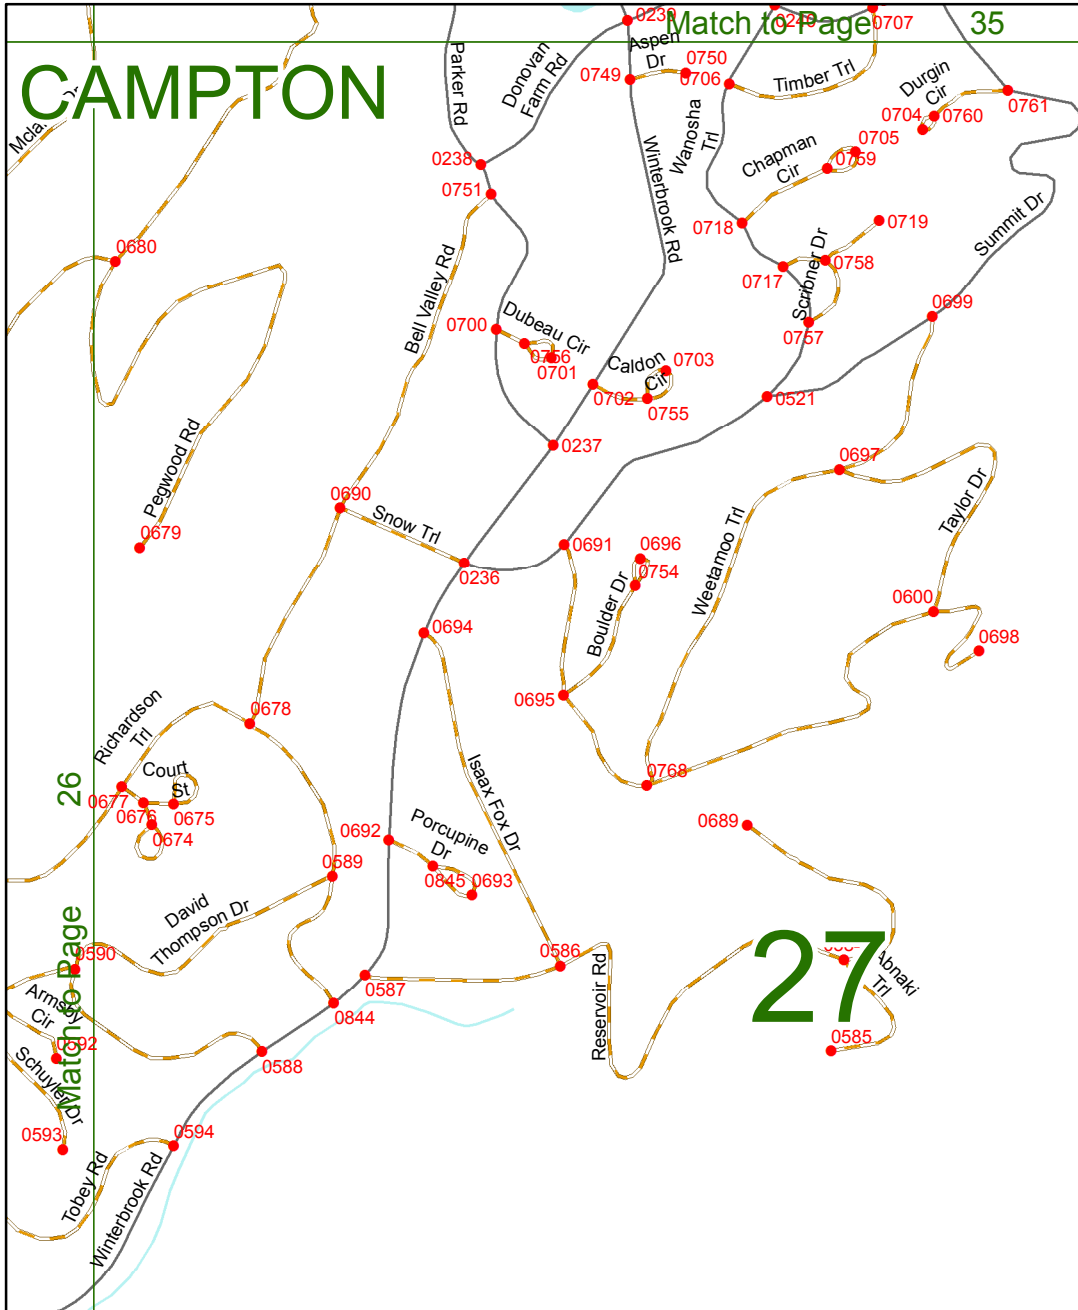 0239
0240
0707
Match to Page 35
CAMPTON
Parker Rd
Donovan
Farm Rd
Aspen
Dr
0749
0750
0706
Timber Trl
Durgin
Cir
0761
0704
0760
Wanosha
Trl
Winterbrook Rd
Chapman
Cir
0705
0759
0238
0751
0718
0719
Summit Dr
0680
0717
0758
Scribner Dr
0699
Bell Valley Rd
0700
Dubeau Cir
0757
0756
0701
Caldon
Cir
0703
0702
0755
0521
Pegwood Rd
0237
0697
0690
Snow Trl
Taylor Dr
0679
0691
0696
0754
Weetamoo Trl
0236
Boulder Dr
0600
0694
0698
0695
0678
Richardson
Trl
Court
St
26
0677
0676
0675
0674
Isaax Fox Dr
0768
0689
0692
Porcupine
Dr
0589
0845
0693
David
Thompson Dr
0590
Match to Page
0586
27
Abnaki
Trl
Reservoir Rd
0587
Armsby
Cir
0844
0592
0588
0585
Schuyler Dr
0593
0594
Tobey Rd
Winterbrook Rd